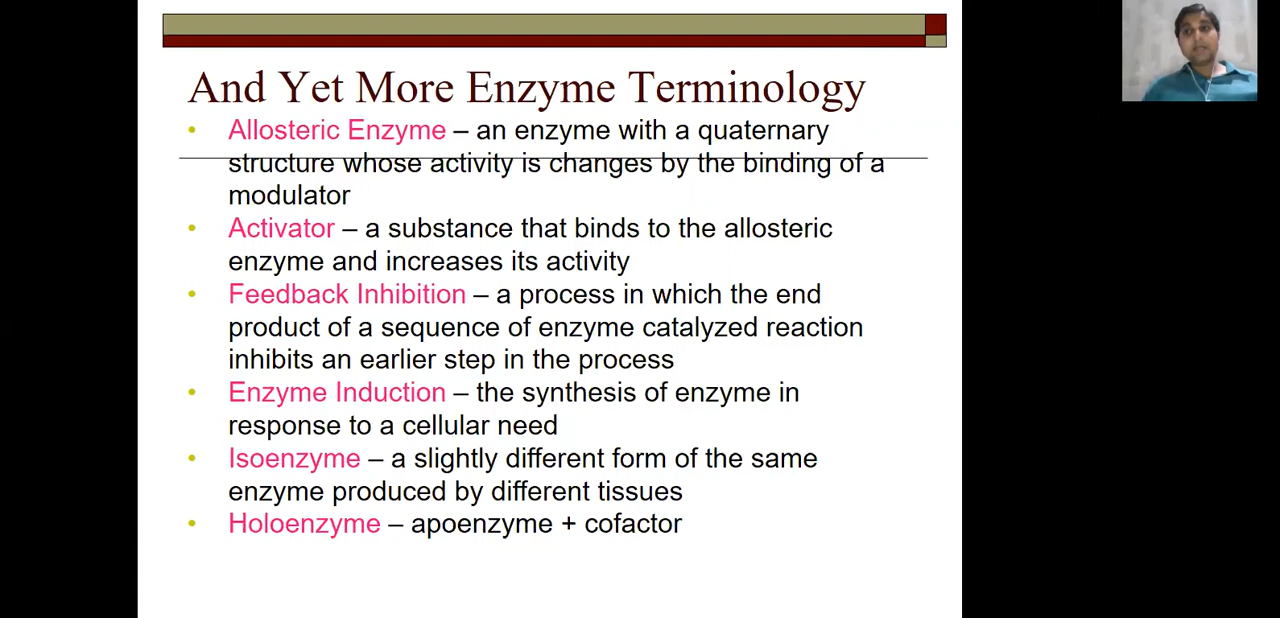 And Yet More Enzyme Terminology
• Allosteric Enzyme – an enzyme with a quaternary
structure whose activity is changes by the binding of a
modulator
• Activator – a substance that binds to the allosteric
enzyme and increases its activity
• Feedback Inhibition – a process in which the end
product of a sequence of enzyme catalyzed reaction
inhibits an earlier step in the process
• Enzyme Induction – the synthesis of enzyme in
response to a cellular need
• Isoenzyme – a slightly different form of the same
enzyme produced by different tissues
• Holoenzyme – apoenzyme + cofactor